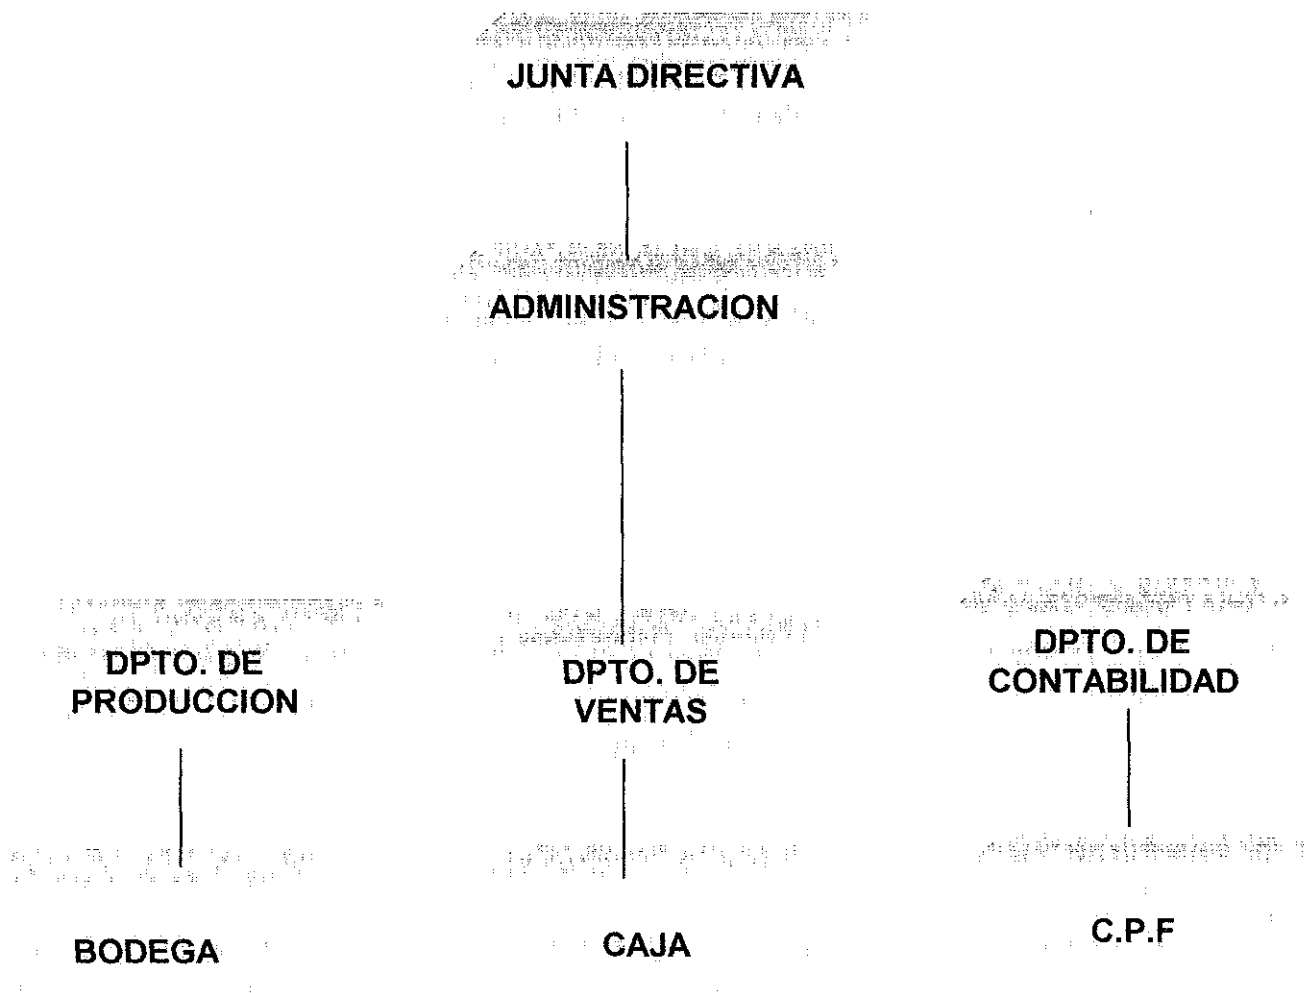 JUNTA DIRECTIVA
ADMINISTRACION
DPTO. DE
PRODUCCION
DPTO. DE
VENTAS
DPTO. DE
CONTABILIDAD
BODEGA
CAJA
C.P.F